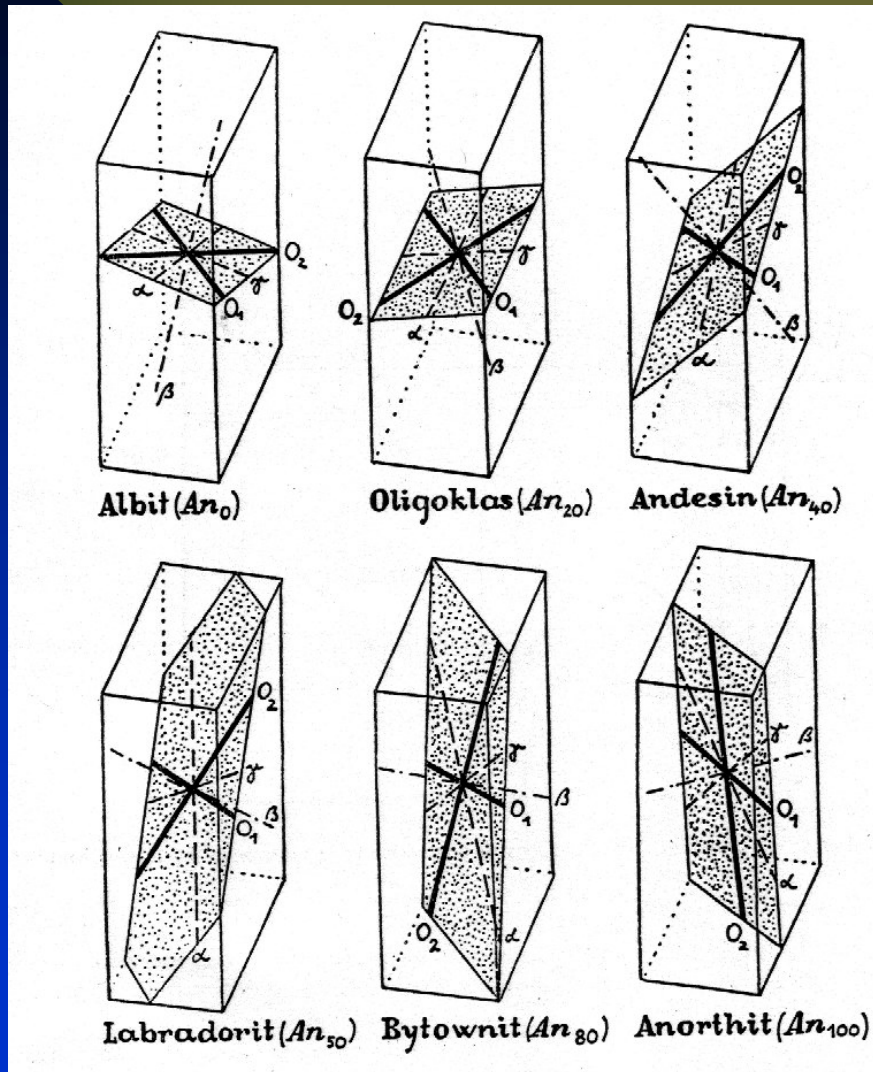 O₂
α
γ
O₁
β
Albit (An₀)
γ
O₂
O₁
α
β
Oligoklas (An₂₀)
O₂
γ
O₁
β
α
Andesin (An₄₀)
O₂
γ
β
O₁
α
Labradorit (An₅₀)
γ
β
O₁
α
O₂
Bytownit (An₈₀)
γ
β
O₁
α
O₂
Anorthit (An₁₀₀)